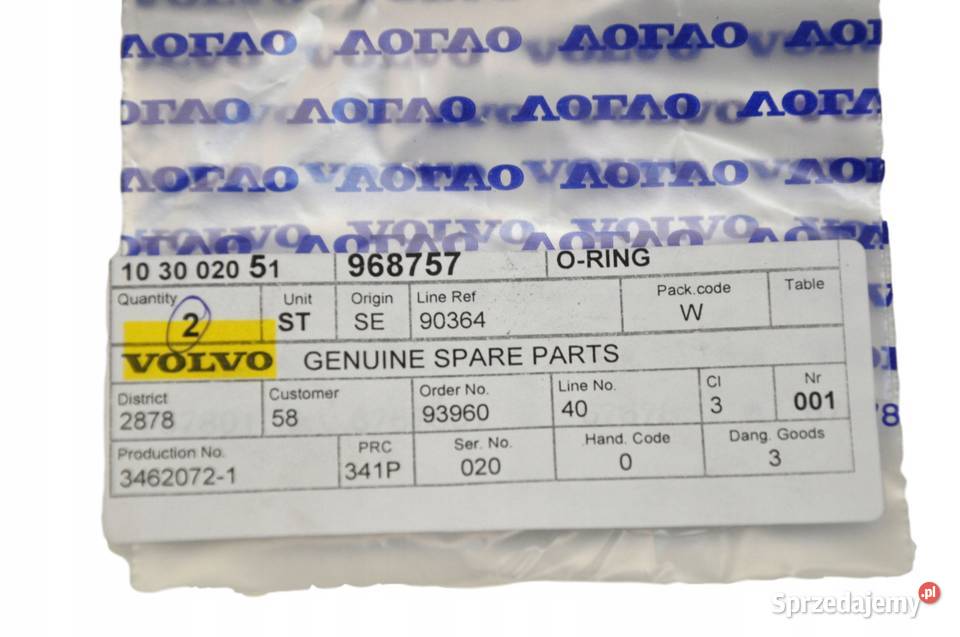 VOLVO VOLVO VOLVO
VOLVO VOLVO VOLVO
VOLVO VOLVO VOLVO VOLVO VOLVO
VOLVO VOLVO VOLVO
10 30 020 51 968757 O-RING
Quantity Unit Origin Line Ref Pack.code Table
2 ST SE 90364 W
VOLVO GENUINE SPARE PARTS
District Customer Order No. Line No. CI Nr
2878 58 93960 40 3 001
Production No. PRC Ser. No. Hand. Code Dang. Goods
3462072-1 341P 020 0 3
Sprzedajemy.pl